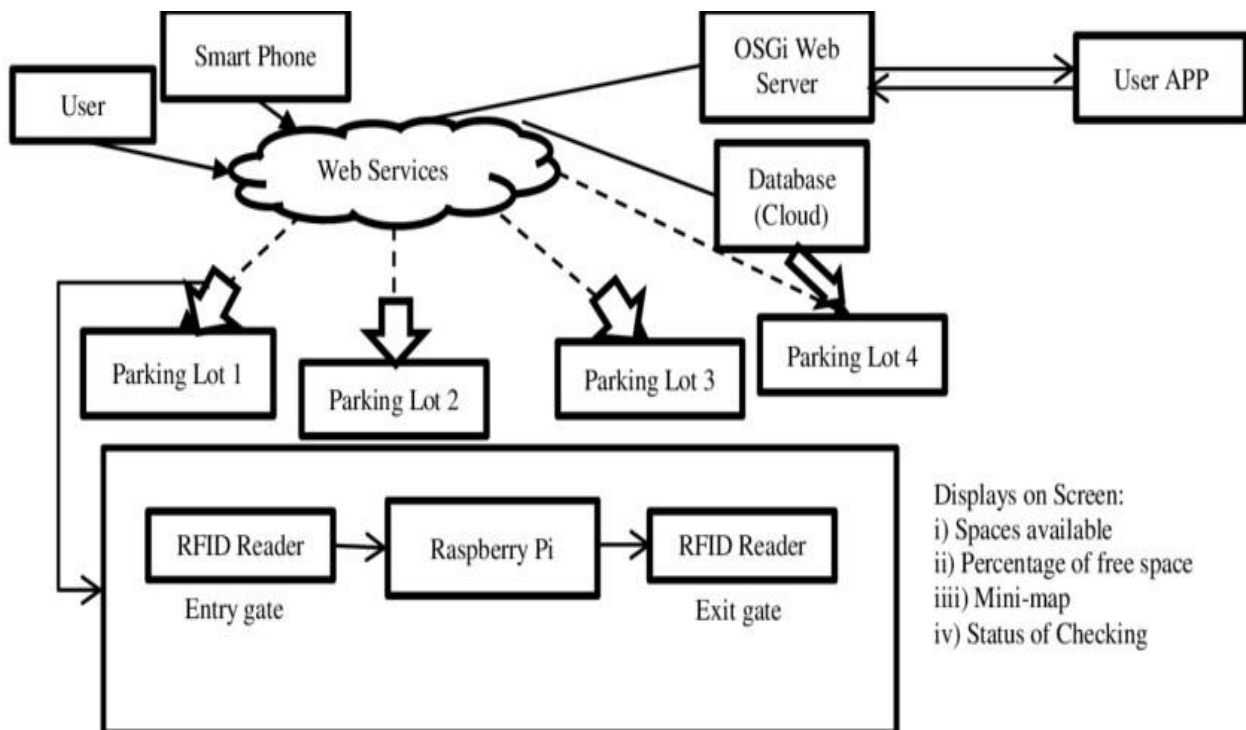 Smart Phone
User
OSGi Web
Server
User APP
Web Services
Database
(Cloud)
Parking Lot 1
Parking Lot 2
Parking Lot 3
Parking Lot 4
RFID Reader
Raspberry Pi
RFID Reader
Entry gate
Exit gate
Displays on Screen:
i) Spaces available
ii) Percentage of free space
iiii) Mini-map
iv) Status of Checking